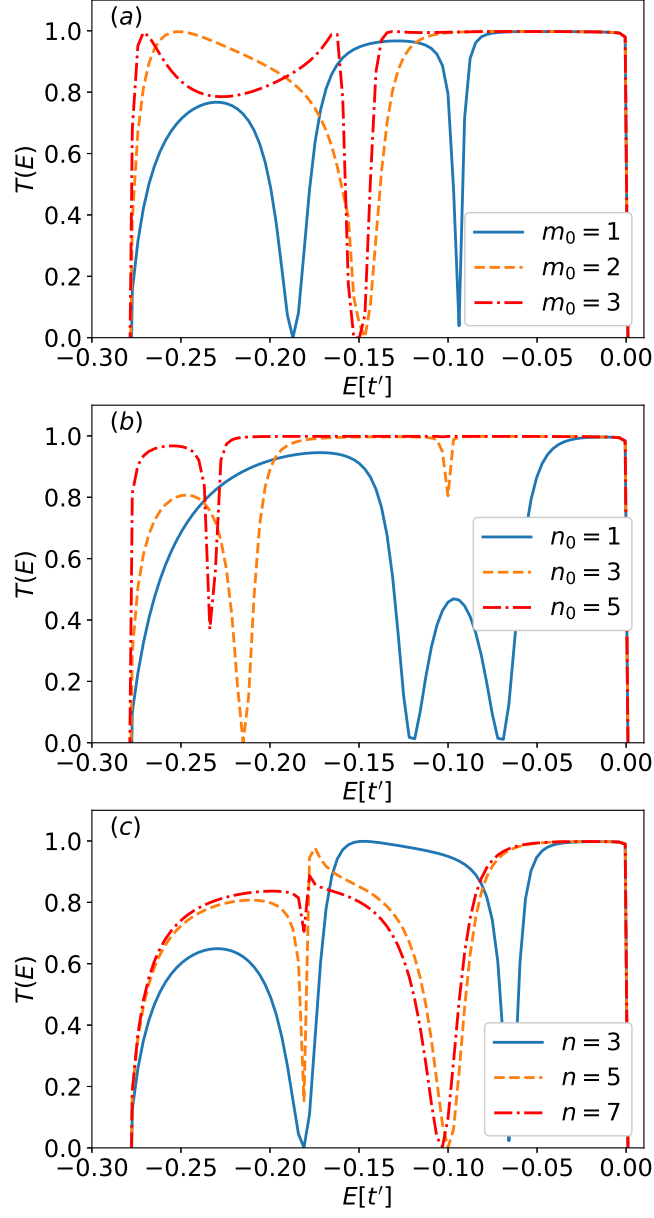 (a)
T(E)
1.0
0.8
0.6
0.4
0.2
0.0
m₀ = 1
m₀ = 2
m₀ = 3
−0.30 −0.25 −0.20 −0.15 −0.10 −0.05 0.00
E[t′]
(b)
T(E)
1.0
0.8
0.6
0.4
0.2
0.0
n₀ = 1
n₀ = 3
n₀ = 5
−0.30 −0.25 −0.20 −0.15 −0.10 −0.05 0.00
E[t′]
(c)
T(E)
1.0
0.8
0.6
0.4
0.2
0.0
n = 3
n = 5
n = 7
−0.30 −0.25 −0.20 −0.15 −0.10 −0.05 0.00
E[t′]